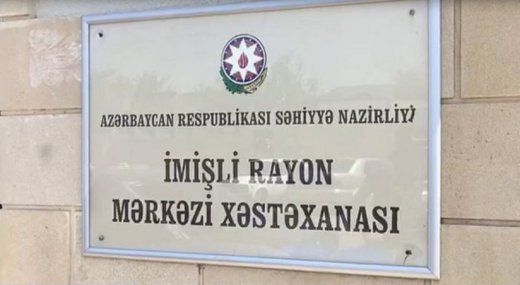 AZƏRBAYCAN RESPUBLİKASI SƏHİYYƏ NAZİRLİYİ
İMİŞLİ RAYON
MƏRKƏZİ XƏSTƏXANASI